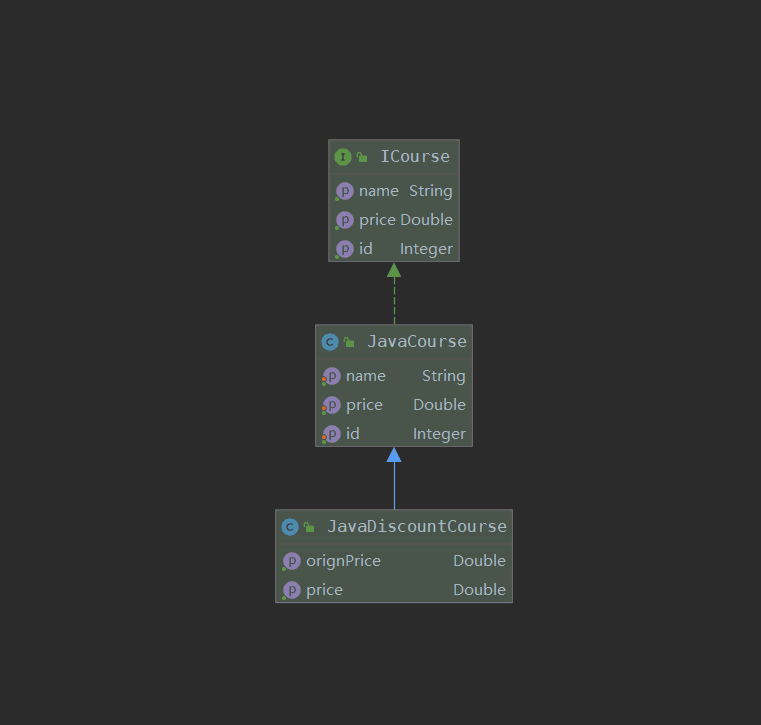 I ICourse
p name String
p price Double
p id Integer
C JavaCourse
p name String
p price Double
p id Integer
C JavaDiscountCourse
p orignPrice Double
p price Double